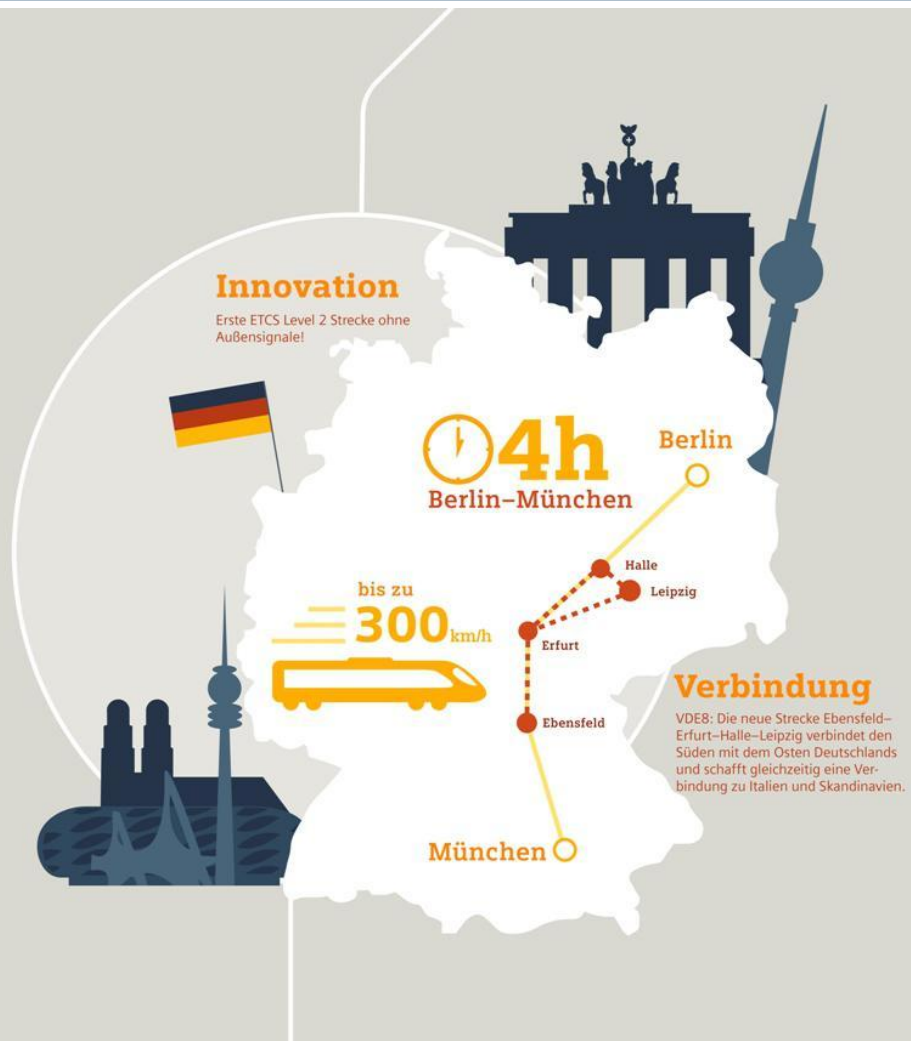 Innovation
Erste ETCS Level 2 Strecke ohne
Außensignale!
4h
Berlin–München
Berlin
Halle
Leipzig
bis zu
300 km/h
Erfurt
Ebensfeld
Verbindung
VDE8: Die neue Strecke Ebensfeld–
Erfurt–Halle–Leipzig verbindet den
Süden mit dem Osten Deutschlands
und schafft gleichzeitig eine Ver-
bindung zu Italien und Skandinavien.
München